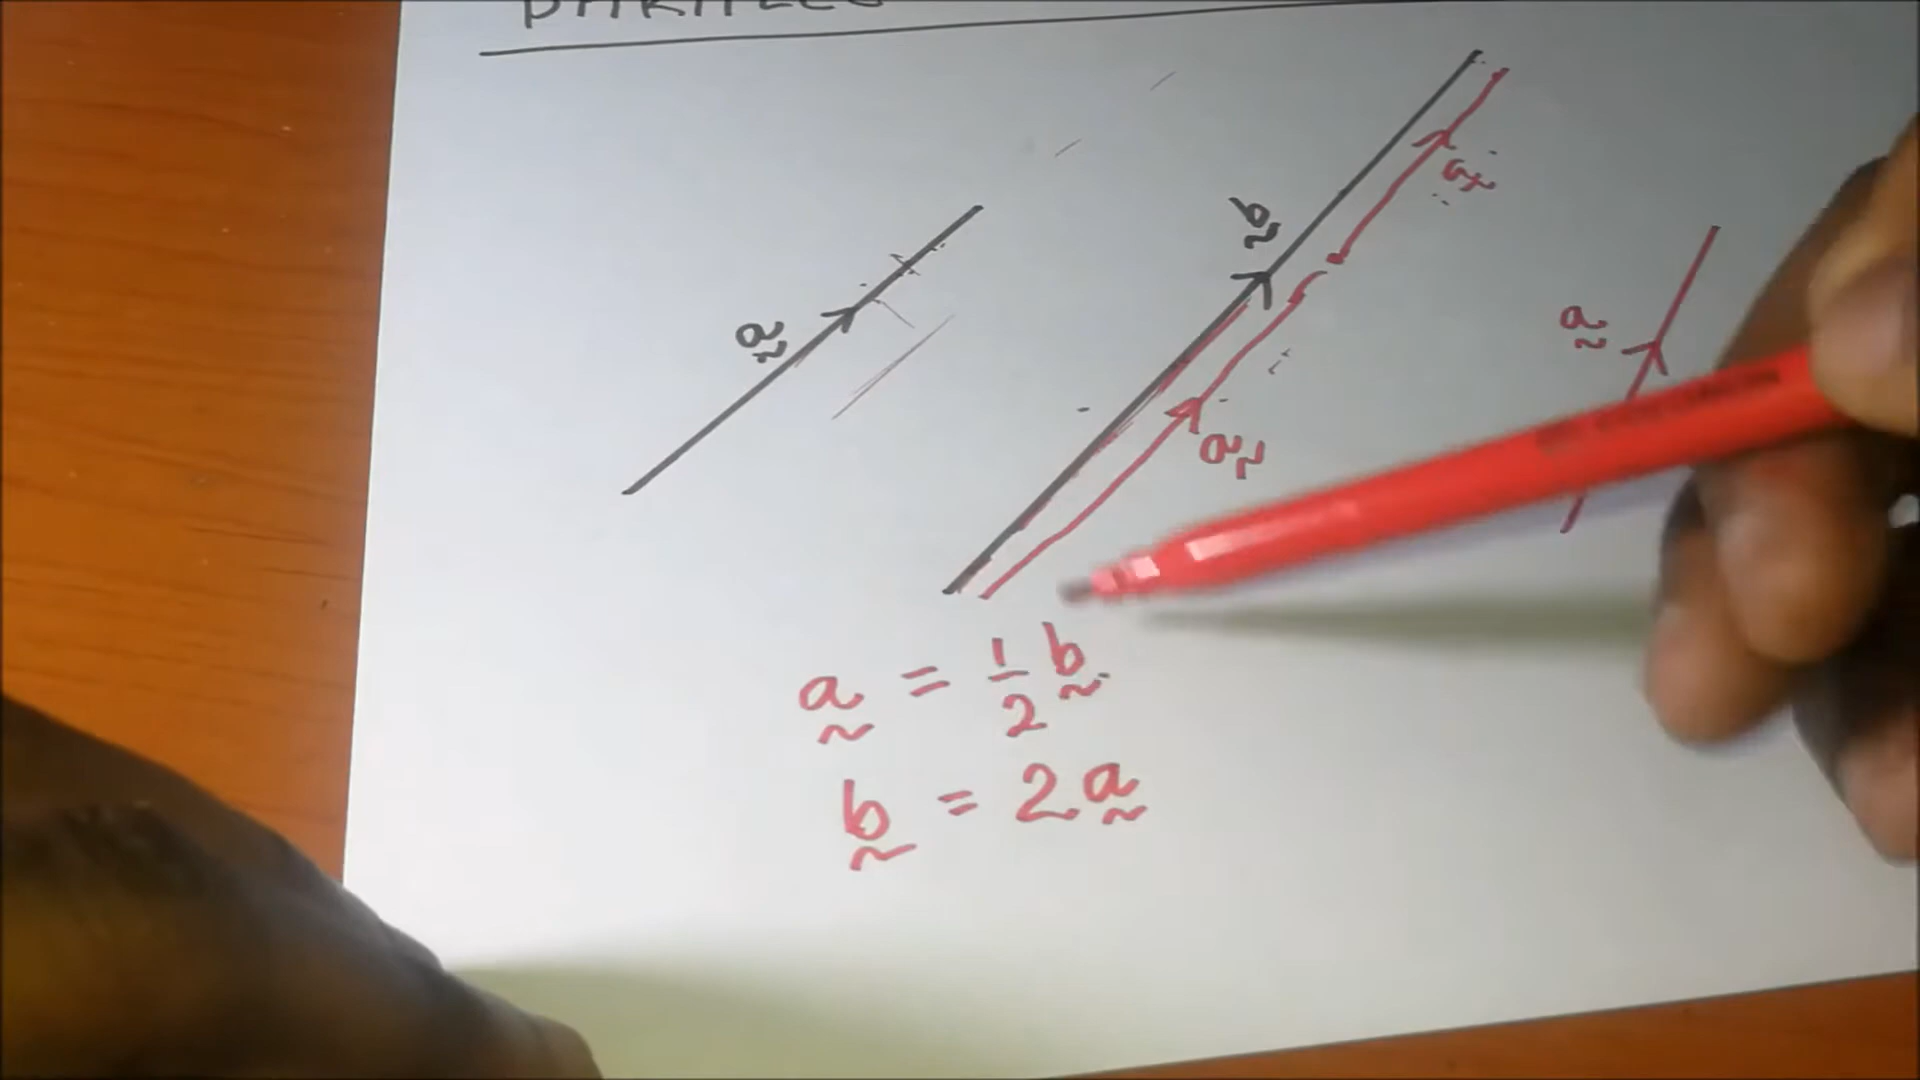 b
a
a
a
a
a = 1/2 b
b = 2a